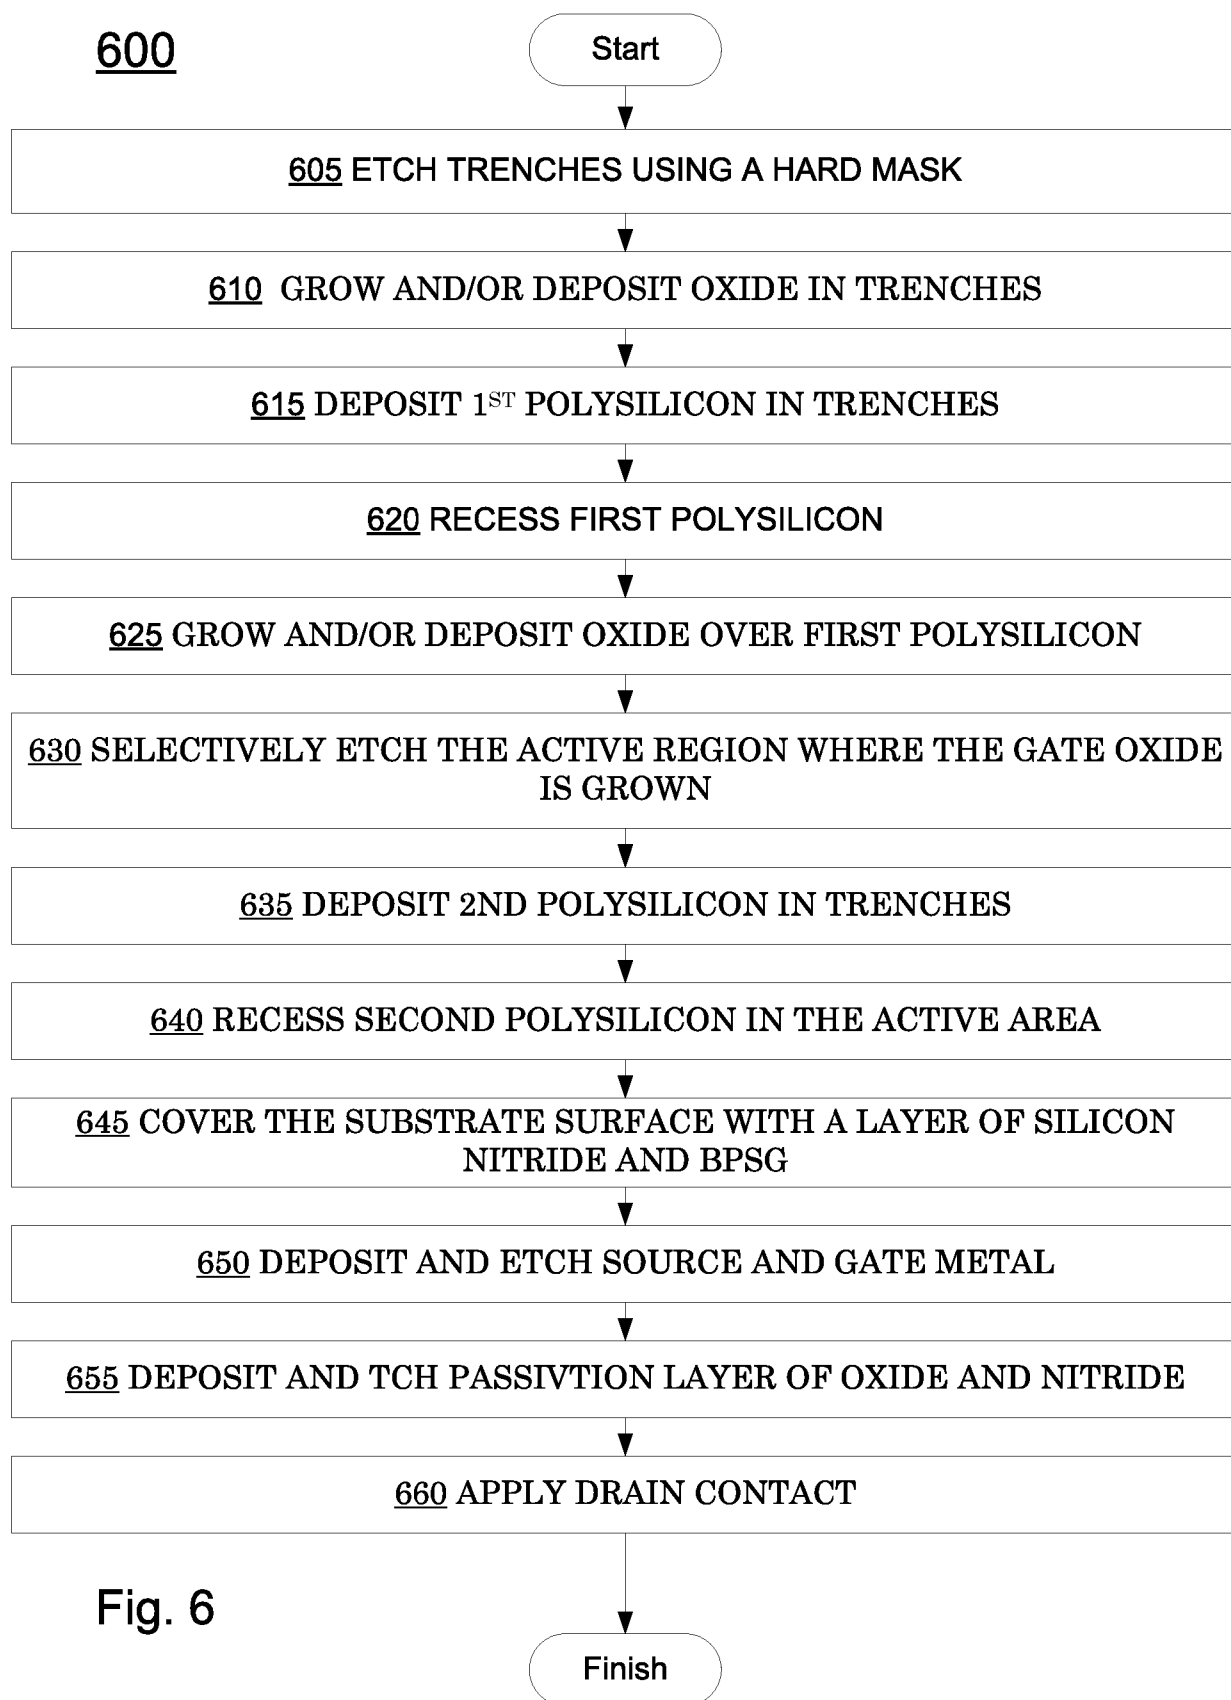 600
Start
605 ETCH TRENCHES USING A HARD MASK
610 GROW AND/OR DEPOSIT OXIDE IN TRENCHES
615 DEPOSIT 1ST POLYSILICON IN TRENCHES
620 RECESS FIRST POLYSILICON
625 GROW AND/OR DEPOSIT OXIDE OVER FIRST POLYSILICON
630 SELECTIVELY ETCH THE ACTIVE REGION WHERE THE GATE OXIDE
IS GROWN
635 DEPOSIT 2ND POLYSILICON IN TRENCHES
640 RECESS SECOND POLYSILICON IN THE ACTIVE AREA
645 COVER THE SUBSTRATE SURFACE WITH A LAYER OF SILICON
NITRIDE AND BPSG
650 DEPOSIT AND ETCH SOURCE AND GATE METAL
655 DEPOSIT AND TCH PASSIVTION LAYER OF OXIDE AND NITRIDE
660 APPLY DRAIN CONTACT
Fig. 6
Finish